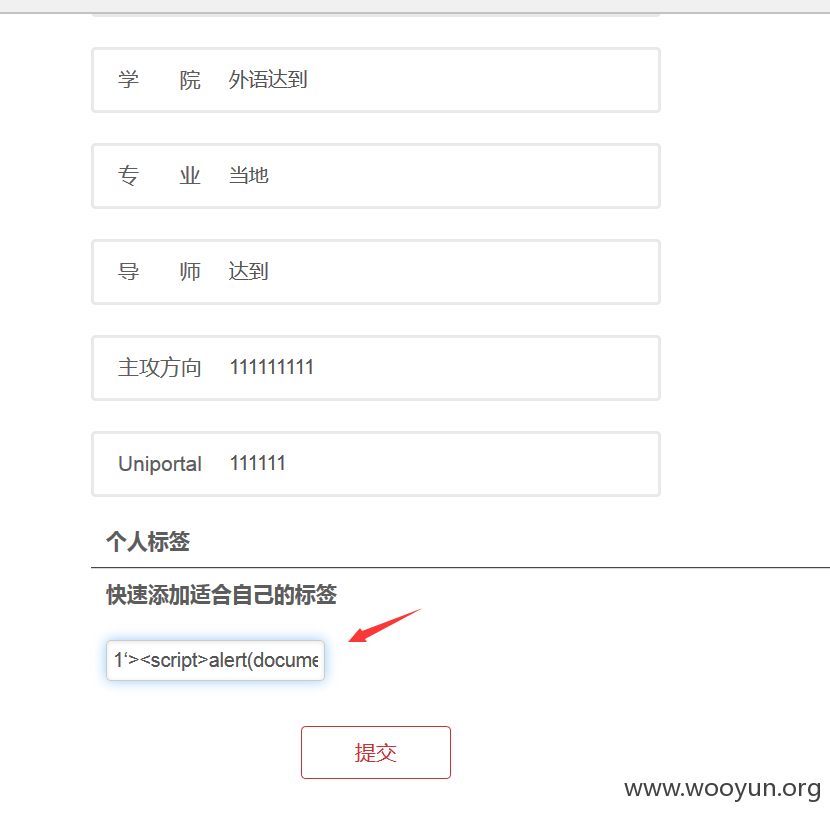 学 院 外语达到
专 业 当地
导 师 达到
主攻方向 111111111
Uniportal 111111
个人标签
快速添加适合自己的标签
1‘><script>alert(docume
提交
www.wooyun.org